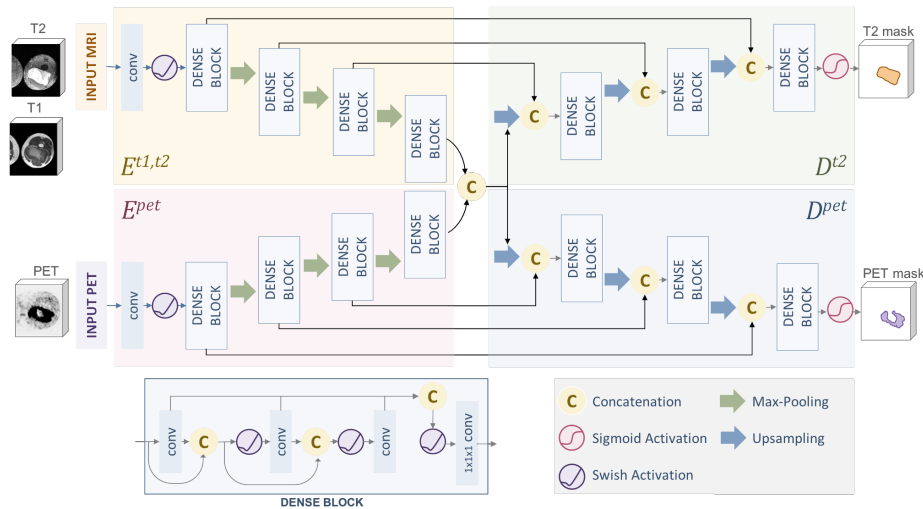 T2
T1
INPUT MRI
conv
DENSE
BLOCK
DENSE
BLOCK
DENSE
BLOCK
DENSE
BLOCK
E^{t1,t2}
C
C
DENSE
BLOCK
C
DENSE
BLOCK
C
DENSE
BLOCK
T2 mask
D^{t2}
C
E^{pet}
PET
INPUT PET
conv
DENSE
BLOCK
DENSE
BLOCK
DENSE
BLOCK
DENSE
BLOCK
C
DENSE
BLOCK
C
DENSE
BLOCK
C
DENSE
BLOCK
D^{pet}
PET mask
conv
C
conv
C
conv
C
1x1x1 conv
DENSE BLOCK
C Concatenation
Max-Pooling
Sigmoid Activation
Upsampling
Swish Activation